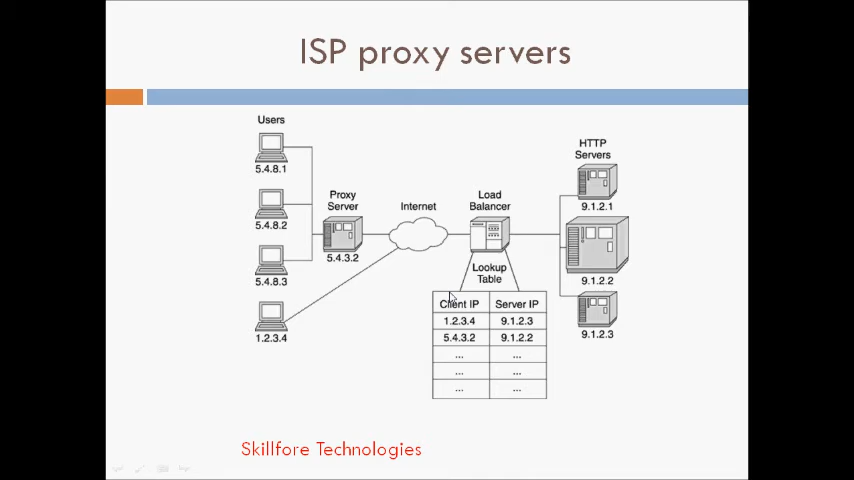 ISP proxy servers
Users
5.4.8.1
5.4.8.2
5.4.8.3
1.2.3.4
Proxy
Server
5.4.3.2
Internet
Load
Balancer
Lookup
Table
Client IP Server IP
1.2.3.4 9.1.2.3
5.4.3.2 9.1.2.2
... ...
... ...
... ...
HTTP
Servers
9.1.2.1
9.1.2.2
9.1.2.3
Skillfore Technologies